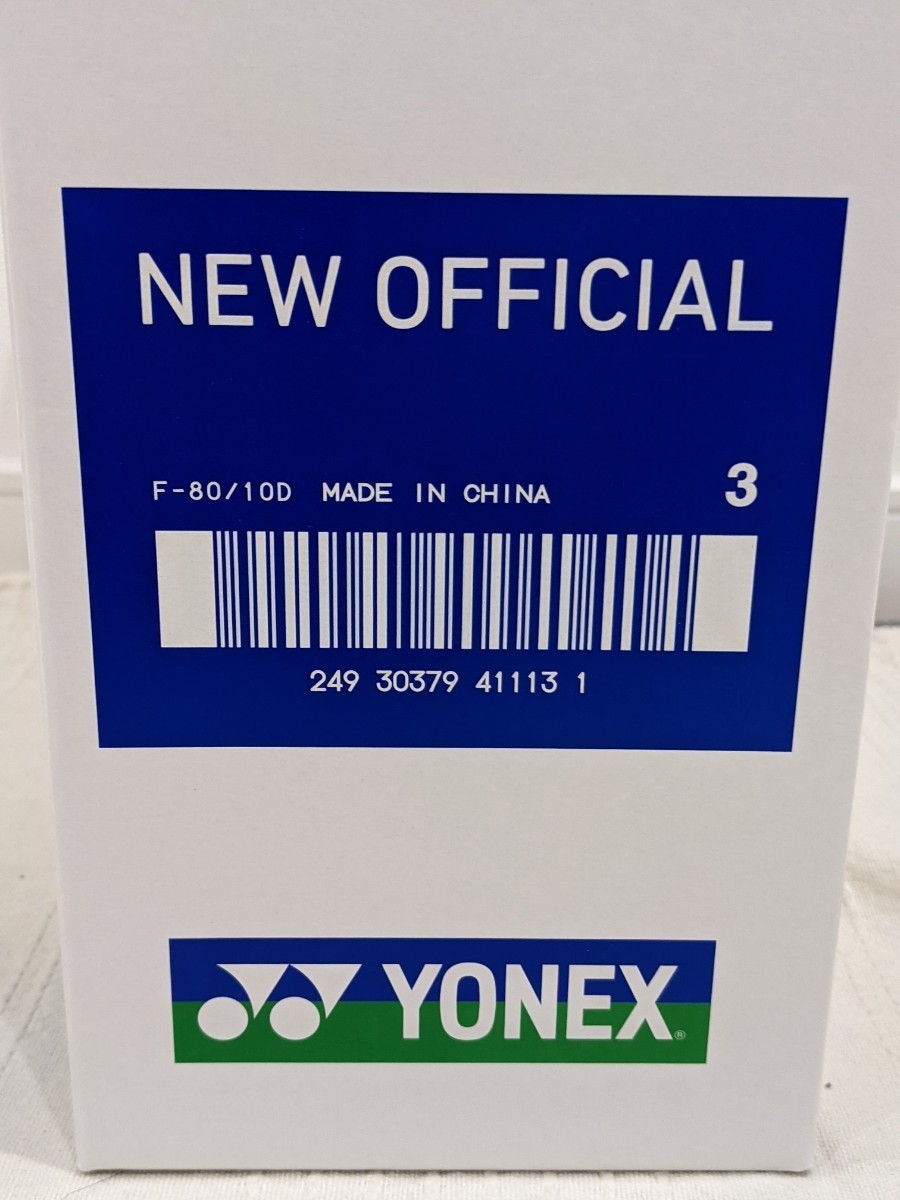 NEW OFFICIAL
F-80/10D MADE IN CHINA 3
249 30379 41113 1
YONEX®